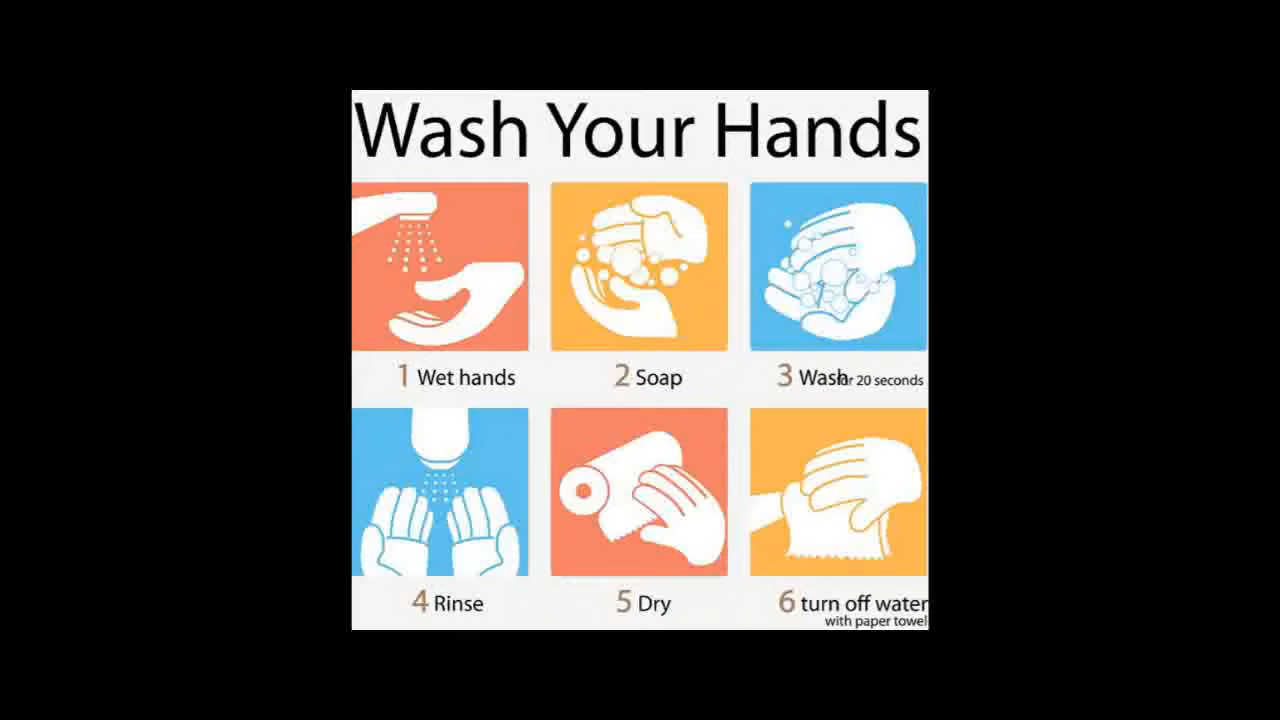 Wash Your Hands
1 Wet hands
2 Soap
3 Wash for 20 seconds
4 Rinse
5 Dry
6 turn off water
with paper towel